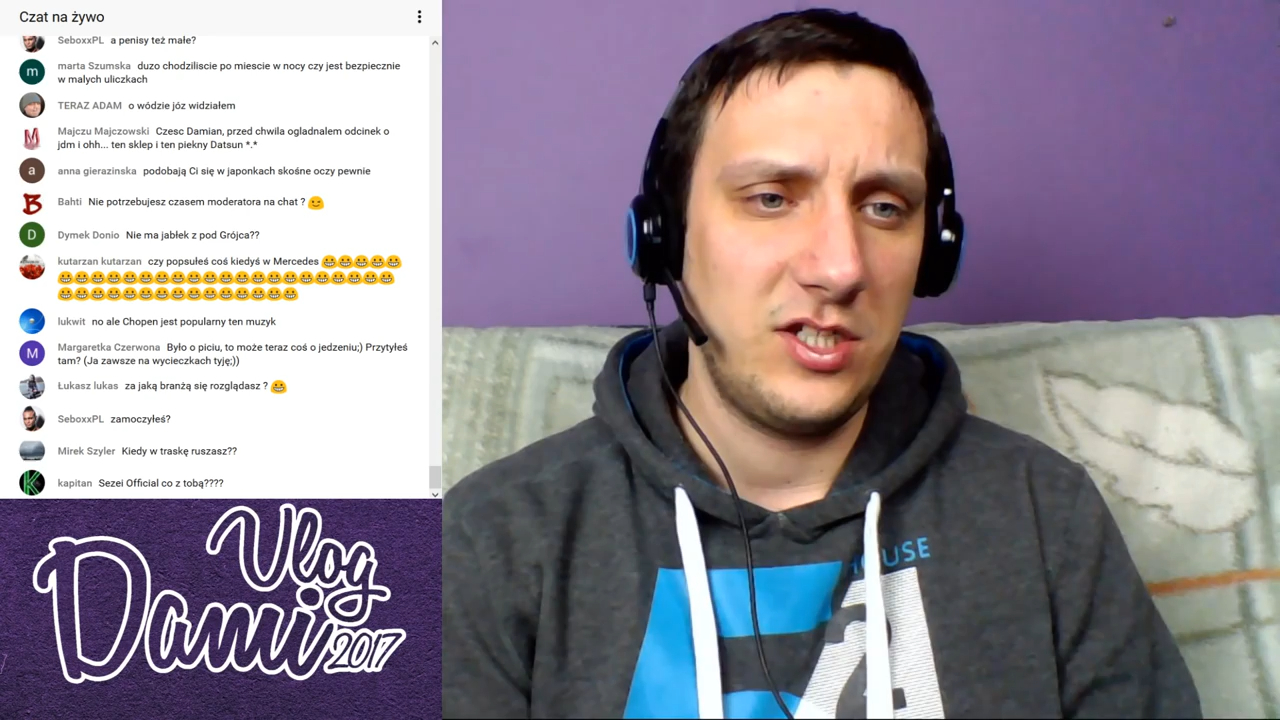 Czat na żywo
SeboxxPL a penisy też małe?
marta Szumska duzo chodziliscie po miescie w nocy czy jest bezpiecznie
w malych uliczkach
m
TERAZ ADAM o wódzie józ widziałem
Majczu Majczowski Czesc Damian, przed chwila ogladnalem odcinek o
jdm i ohh... ten sklep i ten piekny Datsun *.*
M
a
anna gierazinska podobają Ci się w japonkach skośne oczy pewnie
B
Bahti Nie potrzebujesz czasem moderatora na chat ? 😉
D
Dymek Donio Nie ma jabłek z pod Grójca??
kutarzan kutarzan czy popsułeś coś kiedyś w Mercedes
lukwit no ale Chopen jest popularny ten muzyk
Margaretka Czerwona Było o piciu, to może teraz coś o jedzeniu;) Przytyłeś
tam? (Ja zawsze na wycieczkach tyję;))
M
Łukasz lukas za jaką branżą się rozglądasz ? 😀
SeboxxPL zamoczyłeś?
Mirek Szyler Kiedy w traskę ruszasz??
K
kapitan Sezei Official co z tobą????
Vlog
Dami
2017